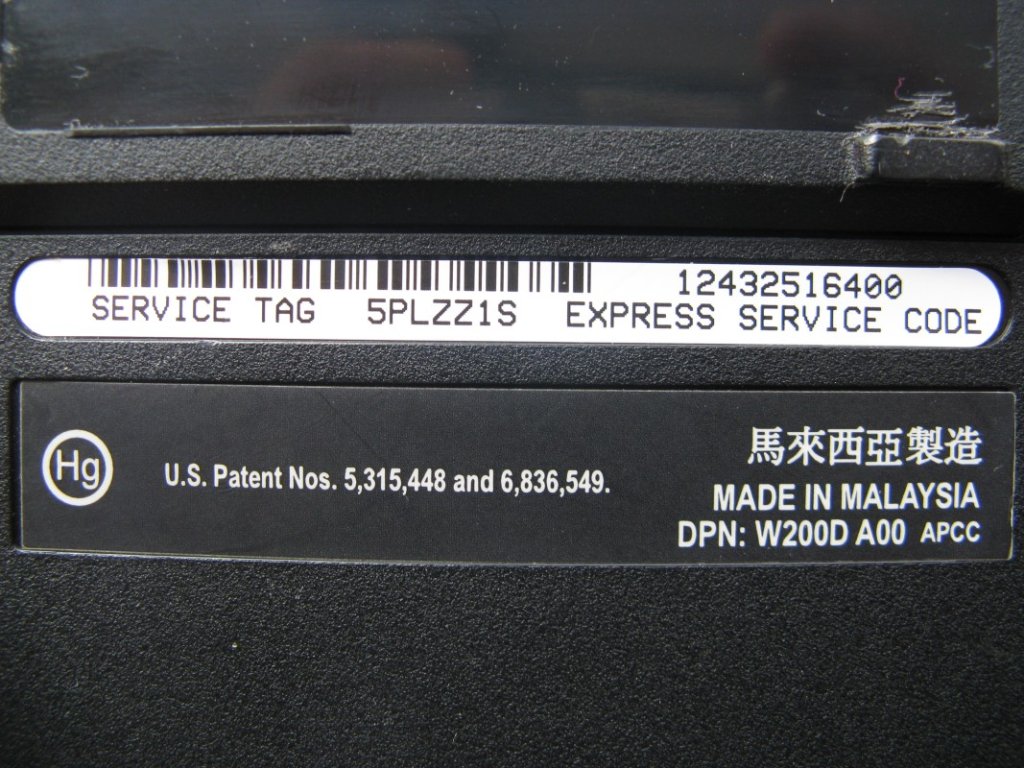 12432516400
SERVICE TAG 5PLZZ1S EXPRESS SERVICE CODE
Hg
U.S. Patent Nos. 5,315,448 and 6,836,549.
馬來西亞製造
MADE IN MALAYSIA
DPN: W200D A00 APCC